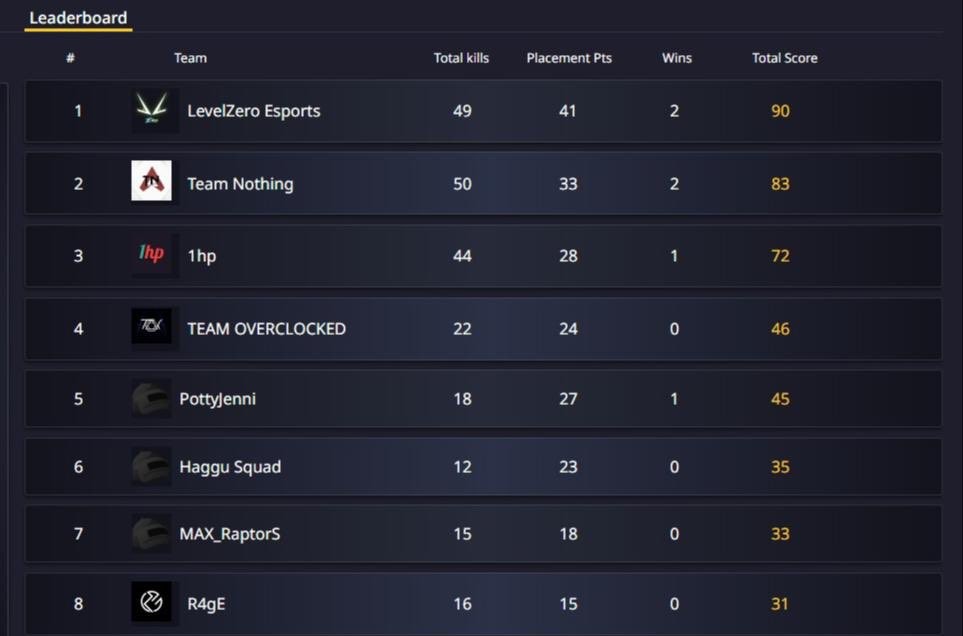 Leaderboard
# Team Total kills Placement Pts Wins Total Score
1 LevelZero Esports 49 41 2 90
2 TN Team Nothing 50 33 2 83
3 1hp 1hp 44 28 1 72
4 TEAM OVERCLOCKED 22 24 0 46
5 PottyJenni 18 27 1 45
6 Haggu Squad 12 23 0 35
7 MAX_RaptorS 15 18 0 33
8 R4gE 16 15 0 31